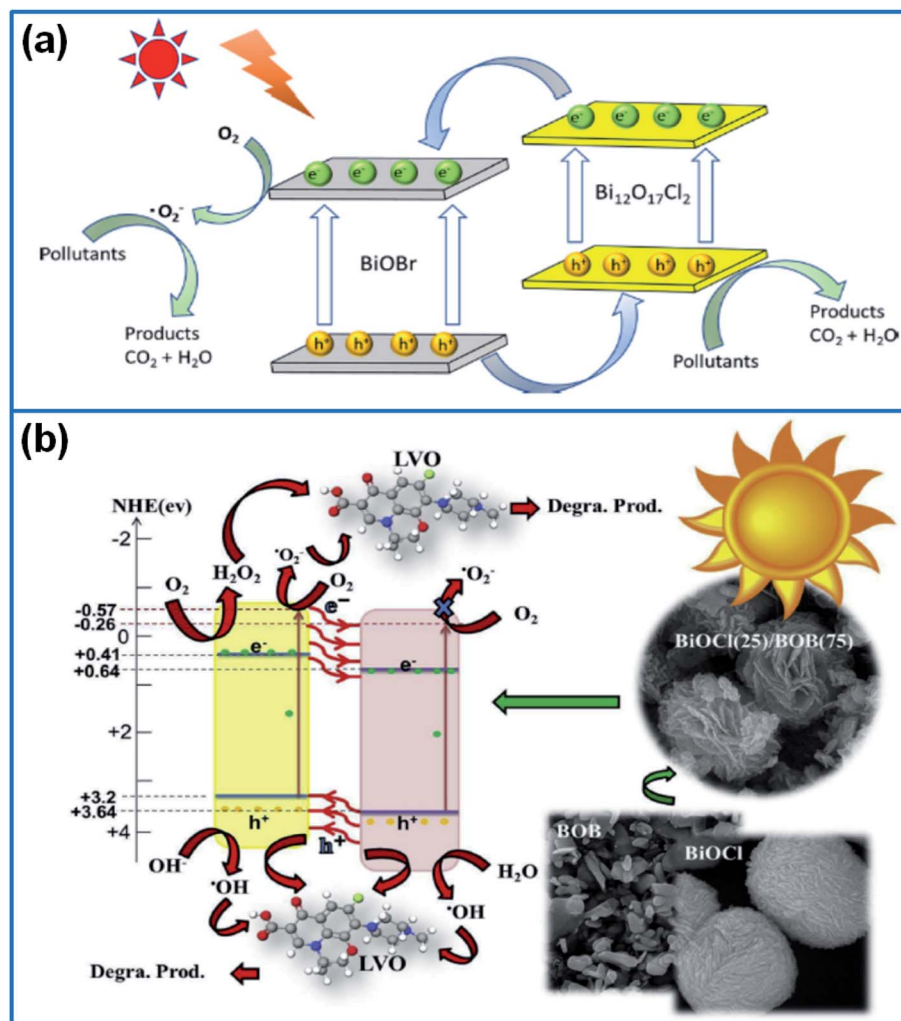 (a)
O₂
·O₂⁻
Pollutants
Products
CO₂ + H₂O
e⁻ e⁻ e⁻ e⁻
BiOBr
h⁺ h⁺ h⁺ h⁺
e⁻ e⁻ e⁻ e⁻
Bi₁₂O₁₇Cl₂
h⁺ h⁺ h⁺ h⁺
Pollutants
Products
CO₂ + H₂O
(b)
LVO
NHE(ev)
Degra. Prod.
-2
H₂O₂
·O₂⁻
O₂
O₂
·O₂⁻
O₂
e⁻
-0.57
-0.26
0
+0.41
+0.64
e⁻
e⁻
+2
+3.2
+3.64
+4
h⁺
h⁺
h⁺
OH⁻
·OH
H₂O
·OH
LVO
Degra. Prod.
BiOCl(25)/BOB(75)
BOB
BiOCl